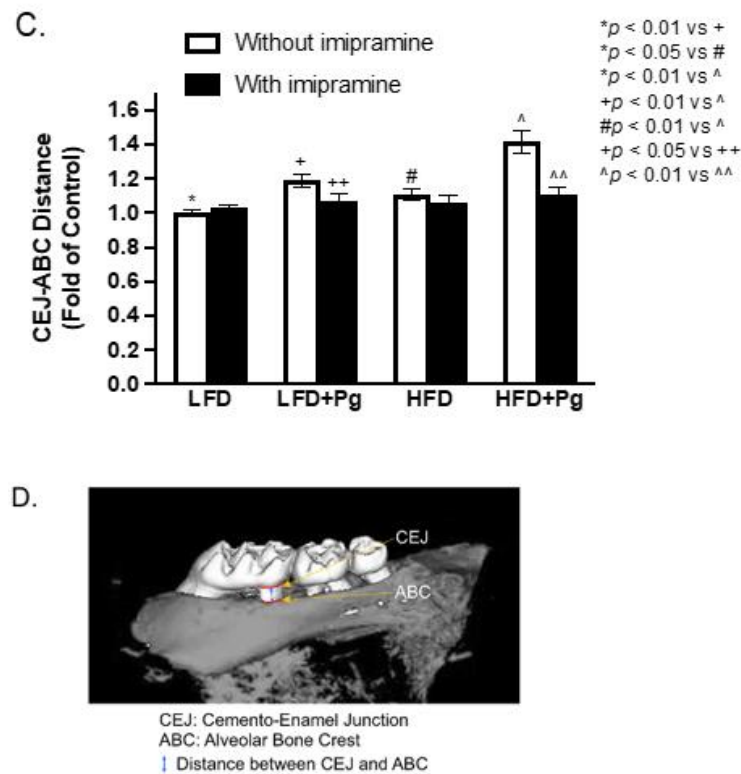 C.
Without imipramine
With imipramine
*p < 0.01 vs +
*p < 0.05 vs #
*p < 0.01 vs ^
+p < 0.01 vs ^
#p < 0.01 vs ^
+p < 0.05 vs ++
^p < 0.01 vs ^^
CEJ-ABC Distance
(Fold of Control)
1.6
1.4
1.2
1.0
0.8
0.6
0.4
0.2
0.0
*
+
++
#
^
^^
LFD LFD+Pg HFD HFD+Pg
D.
CEJ
ABC
CEJ: Cemento-Enamel Junction
ABC: Alveolar Bone Crest
Distance between CEJ and ABC